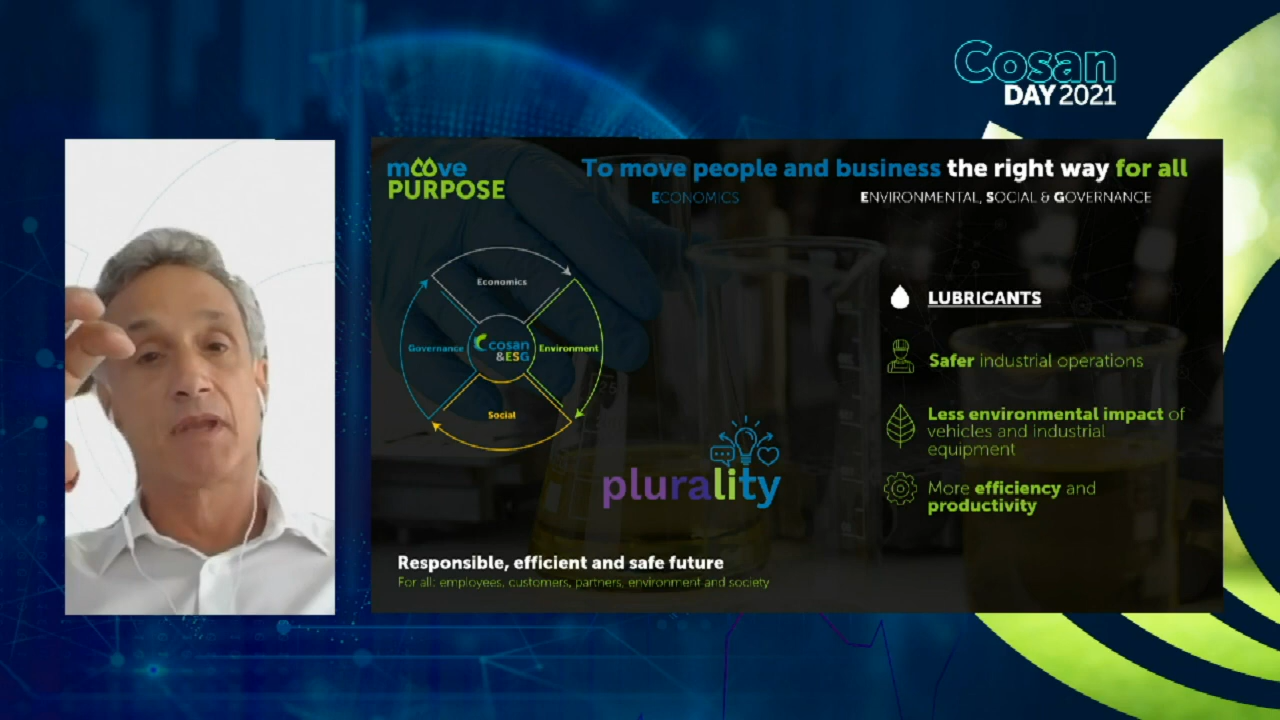 Cosan
DAY 2021
moove
PURPOSE
To move people and business the right way for all
ECONOMICS
ENVIRONMENTAL, SOCIAL & GOVERNANCE
Economics
Governance
cosan
&ESG
Environment
Social
LUBRICANTS
Safer industrial operations
Less environmental impact of
vehicles and industrial
equipment
More efficiency and
productivity
plurality
Responsible, efficient and safe future
For all: employees, customers, partners, environment and society